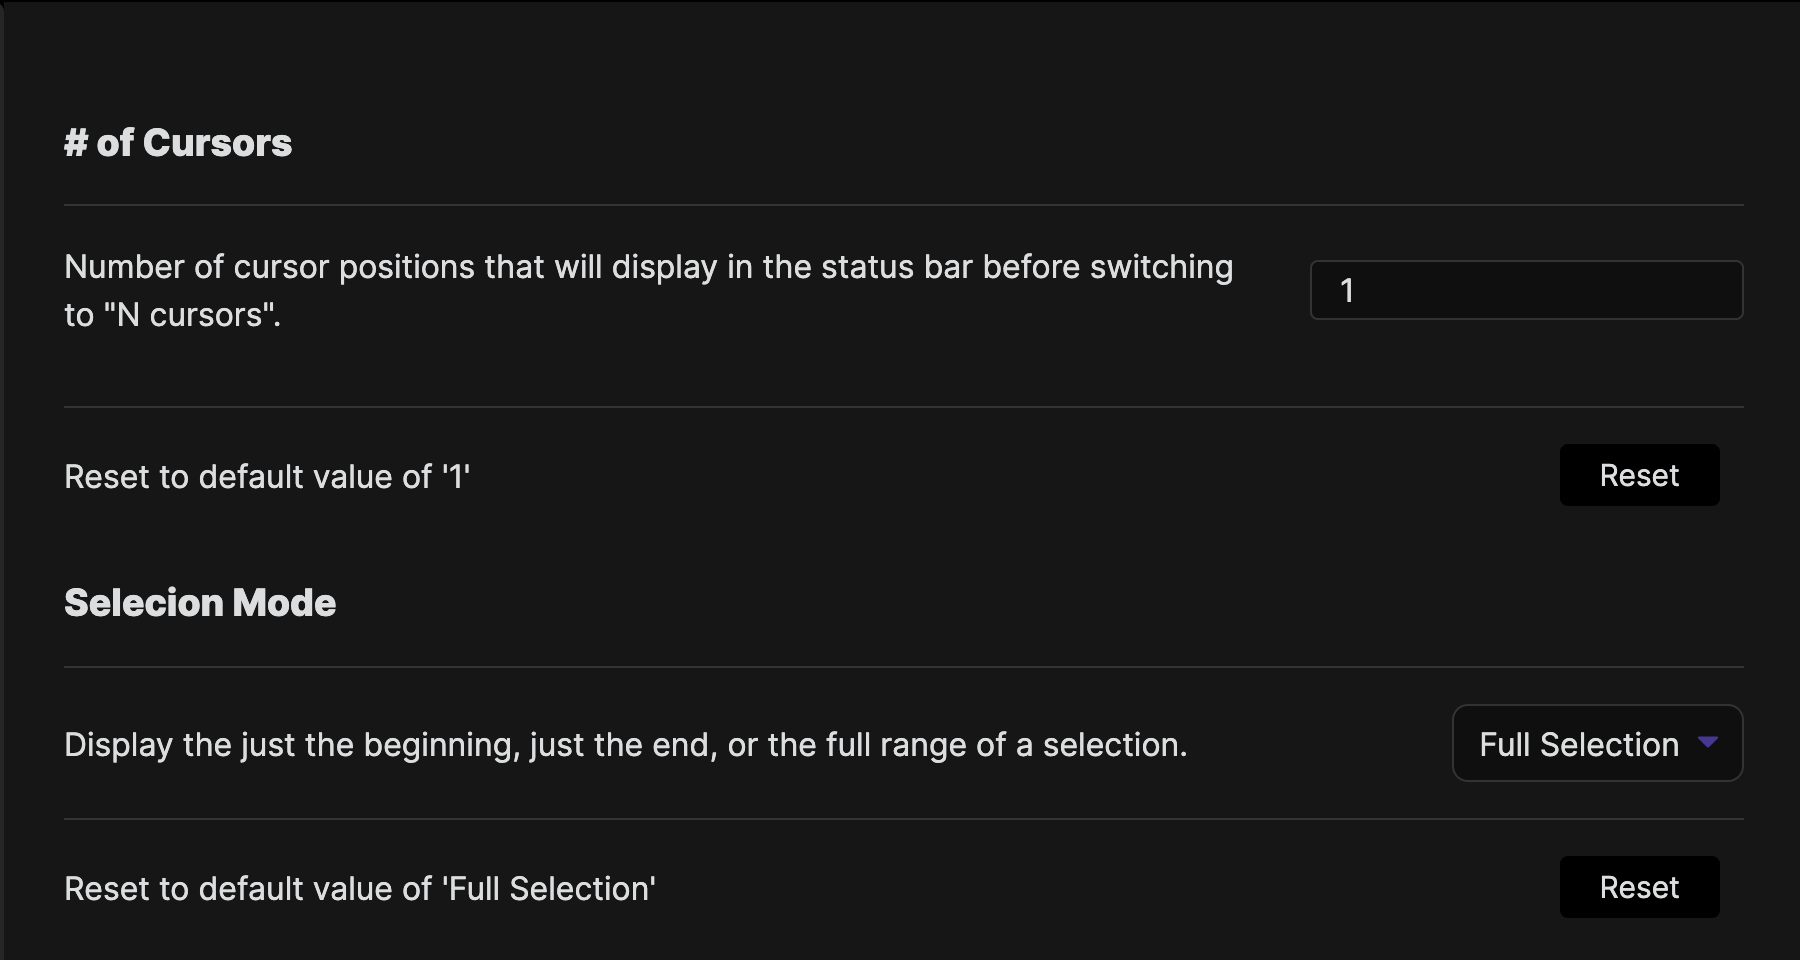 # of Cursors
Number of cursor positions that will display in the status bar before switching
to "N cursors".
1
Reset to default value of '1'
Reset
Selecion Mode
Display the just the beginning, just the end, or the full range of a selection.
Full Selection
Reset to default value of 'Full Selection'
Reset